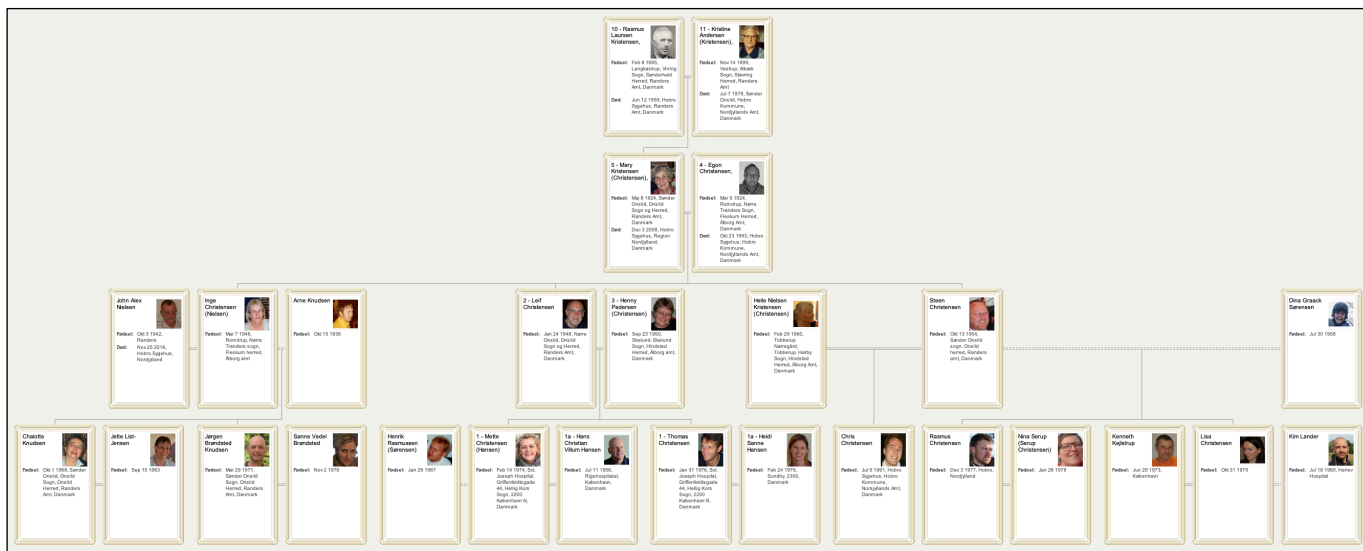 10 - Rasmus
Laursen
Kristensen,
Fødsel: Feb 8 1895,
Langkastrup, Virring
Sogn, Sønderhald
Herred, Randers
Amt, Danmark
Død: Jun 12 1959, Hobro
Sygehus, Randers
Amt, Danmark
11 - Kristine
Andersen
(Kristensen),
Fødsel: Nov 14 1899,
Vestrup, Albæk
Sogn, Støvring
Herred, Randers
Amt
Død: Jul 7 1978, Sønder
Onsild, Hobro
Kommune,
Nordjyllands Amt,
Danmark
5 - Mary
Kristensen
(Christensen),
Fødsel: Maj 6 1924, Sønder
Onsild, Onsild
Sogn og Herred,
Randers Amt,
Danmark
Død: Dec 3 2009, Hobro
Sygehus, Region
Nordjylland,
Danmark
4 - Egon
Christensen,
Fødsel: Mar 5 1924,
Romdrup, Nørre
Tranders Sogn,
Fleskum Herred,
Ålborg Amt,
Danmark
Død: Okt 23 1993, Hobro
Sygehus, Hobro
Kommune,
Nordjyllands Amt,
Danmark
John Alex
Nielsen
Fødsel: Okt 3 1942,
Randers
Død: Nov 25 2016,
Hobro Sygehus,
Nordjylland
Inge
Christensen
(Nielsen)
Fødsel: Mar 7 1946,
Romdrup, Nørre
Tranders sogn,
Fleskum herred,
Ålborg amt
Arne Knudsen
Fødsel: Okt 15 1936
2 - Leif
Christensen
Fødsel: Jan 24 1948, Nørre
Onsild, Onsild
Sogn og Herred,
Randers Amt,
Danmark
3 - Henny
Pedersen
(Christensen)
Fødsel: Sep 23 1950,
Skelund, Skelund
Sogn, Hindsted
Herred, Ålborg Amt,
Danmark
Helle Nielsen
Kristensen
(Christensen)
Fødsel: Feb 29 1960,
Tobberup
Nørregård,
Tobberup, Hørby
Sogn, Hindsted
Herred, Ålborg Amt,
Danmark
Steen
Christensen
Fødsel: Okt 13 1954,
Sønder Onsild
sogn, Onsild
herred, Randers
amt, Danmark
Dina Graack
Sørensen
Fødsel: Jul 30 1956
Chalotte
Knudsen
Fødsel: Okt 1 1968, Sønder
Onsild, Onsild
Sogn, Onsild
Herred, Randers
Amt, Danmark
Jette List-
Jensen
Fødsel: Sep 15 1963
Jørgen
Brøndsted
Knudsen
Fødsel: Mar 29 1971,
Sønder Onsild
Sogn, Onsild
Herred, Randers
Amt, Danmark
Sanne Vedel
Brøndsted
Fødsel: Nov 2 1976
Henrik
Rasmussen
(Sørensen)
Fødsel: Jan 29 1967
1 - Mette
Christensen
(Hansen)
Fødsel: Feb 14 1974, Sct.
Joseph Hospital,
Griffenfeldtsgade
44, Hellig Kors
Sogn, 2200
København N,
Danmark
1a - Hans
Christian
Villum Hansen
Fødsel: Jul 11 1956,
Rigshospitalet,
København,
Danmark
1 - Thomas
Christensen
Fødsel: Jan 31 1976, Sct.
Joseph Hospital,
Griffenfeldtsgade
44, Hellig Kors
Sogn, 2200
København N,
Danmark
1a - Heidi
Sanne
Hansen
Fødsel: Feb 24 1976,
Sundby, 2300,
Danmark
Chris
Christensen
Fødsel: Jul 9 1991, Hobro
Sygehus, Hobro
Kommune,
Nordjyllands Amt,
Danmark
Rasmus
Christensen
Fødsel: Dec 3 1977, Hobro,
Nordjylland
Nina Serup
(Serup
Christensen)
Fødsel: Jan 28 1978
Kenneth
Kejlstrup
Fødsel: Jun 29 1973,
København
Lisa
Christensen
Fødsel: Okt 31 1979
Kim Lander
Fødsel: Jul 18 1980, Herlev
Hospital